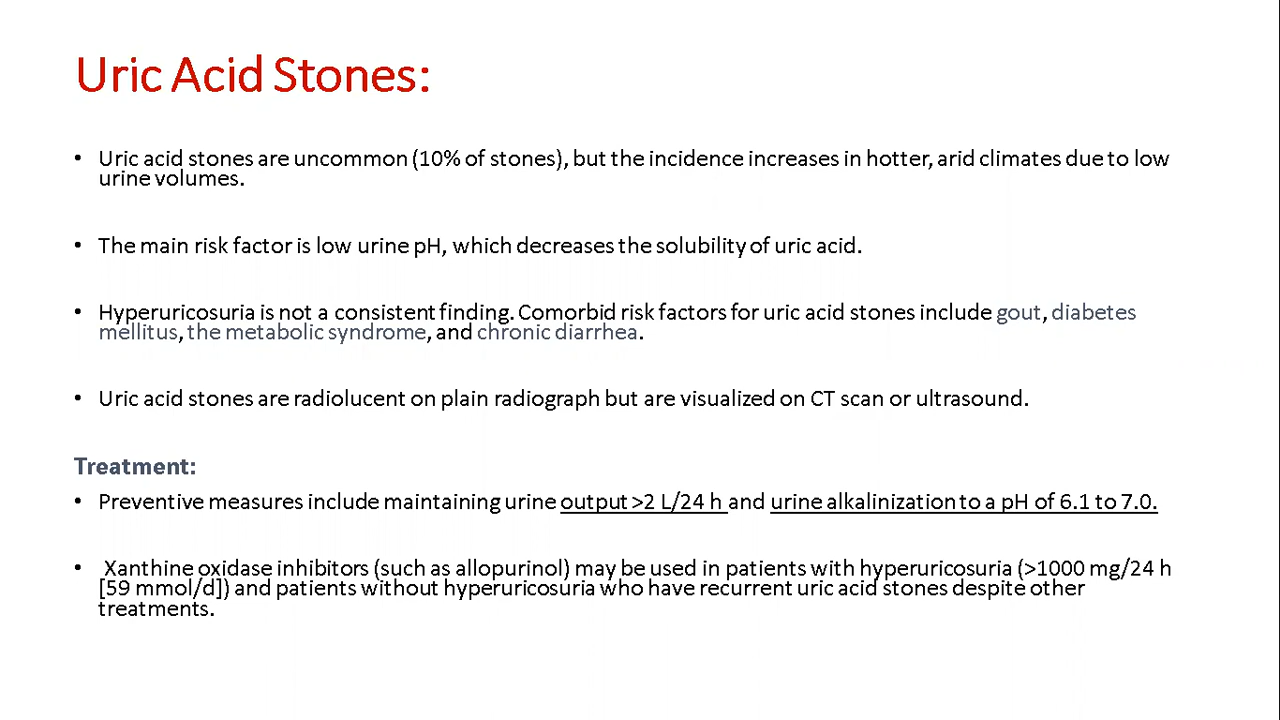 Uric Acid Stones:
• Uric acid stones are uncommon (10% of stones), but the incidence increases in hotter, arid climates due to low
urine volumes.
• The main risk factor is low urine pH, which decreases the solubility of uric acid.
• Hyperuricosuria is not a consistent finding. Comorbid risk factors for uric acid stones include gout, diabetes
mellitus, the metabolic syndrome, and chronic diarrhea.
• Uric acid stones are radiolucent on plain radiograph but are visualized on CT scan or ultrasound.
Treatment:
• Preventive measures include maintaining urine output >2 L/24 h and urine alkalinization to a pH of 6.1 to 7.0.
• Xanthine oxidase inhibitors (such as allopurinol) may be used in patients with hyperuricosuria (>1000 mg/24 h
[59 mmol/d]) and patients without hyperuricosuria who have recurrent uric acid stones despite other
treatments.